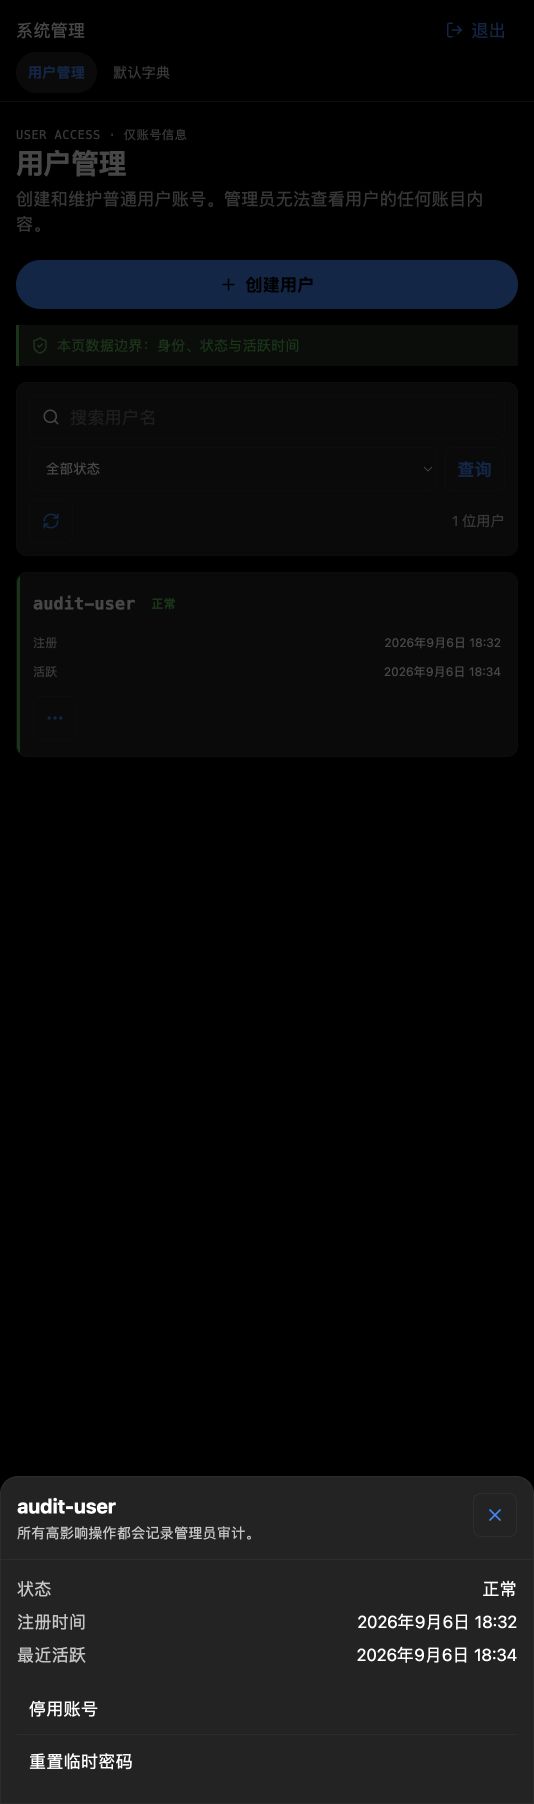 系统管理
退出
用户管理
默认字典
USER ACCESS · 仅账号信息
用户管理
创建和维护普通用户账号。管理员无法查看用户的任何账目内
容。
+ 创建用户
本页数据边界：身份、状态与活跃时间
搜索用户名
全部状态
查询
1 位用户
audit-user 正常
注册 2026年9月6日 18:32
活跃 2026年9月6日 18:34
audit-user
所有高影响操作都会记录管理员审计。
状态 正常
注册时间 2026年9月6日 18:32
最近活跃 2026年9月6日 18:34
停用账号
重置临时密码